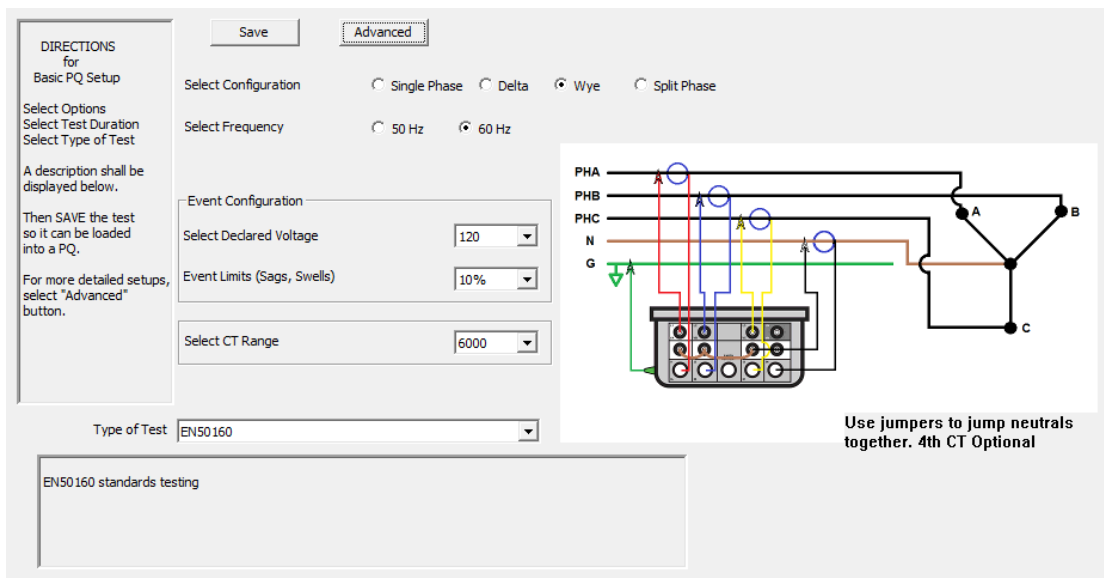 DIRECTIONS
for
Basic PQ Setup
Select Options
Select Test Duration
Select Type of Test
A description shall be
displayed below.
Then SAVE the test
so it can be loaded
into a PQ.
For more detailed setups,
select "Advanced"
button.
Save Advanced
Select Configuration Single Phase Delta Wye Split Phase
Select Frequency 50 Hz 60 Hz
Event Configuration
Select Declared Voltage 120
Event Limits (Sags, Swells) 10%
Select CT Range 6000
PHA
PHB
PHC
N
G
A
B
C
Use jumpers to jump neutrals
together. 4th CT Optional
Type of Test EN50160
EN50160 standards testing